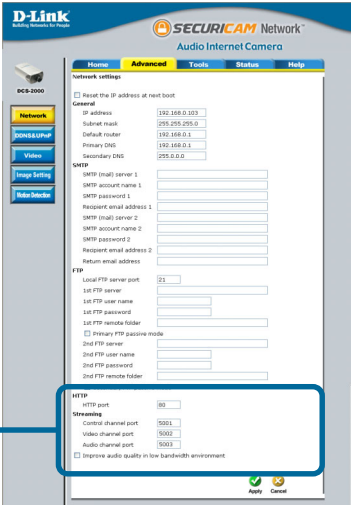 D-Link
Building Networks for People
SECURICAM Network
Audio Internet Camera
DCS-2000
Home Advanced Tools Status Help
Network
DDNS&UPnP
Video
Image Setting
Motion Detection
Network settings
Reset the IP address at next boot
General
IP address 192.168.0.103
Subnet mask 255.255.255.0
Default router 192.168.0.1
Primary DNS 192.168.0.1
Secondary DNS 255.0.0.0
SMTP
SMTP (mail) server 1
SMTP account name 1
SMTP password 1
Recipient email address 1
SMTP (mail) server 2
SMTP account name 2
SMTP password 2
Recipient email address 2
Return email address
FTP
Local FTP server port 21
1st FTP server
1st FTP user name
1st FTP password
1st FTP remote folder
Primary FTP passive mode
2nd FTP server
2nd FTP user name
2nd FTP password
2nd FTP remote folder
HTTP
HTTP port 80
Streaming
Control channel port 5001
Video channel port 5002
Audio channel port 5003
Improve audio quality in low bandwidth environment
Apply Cancel